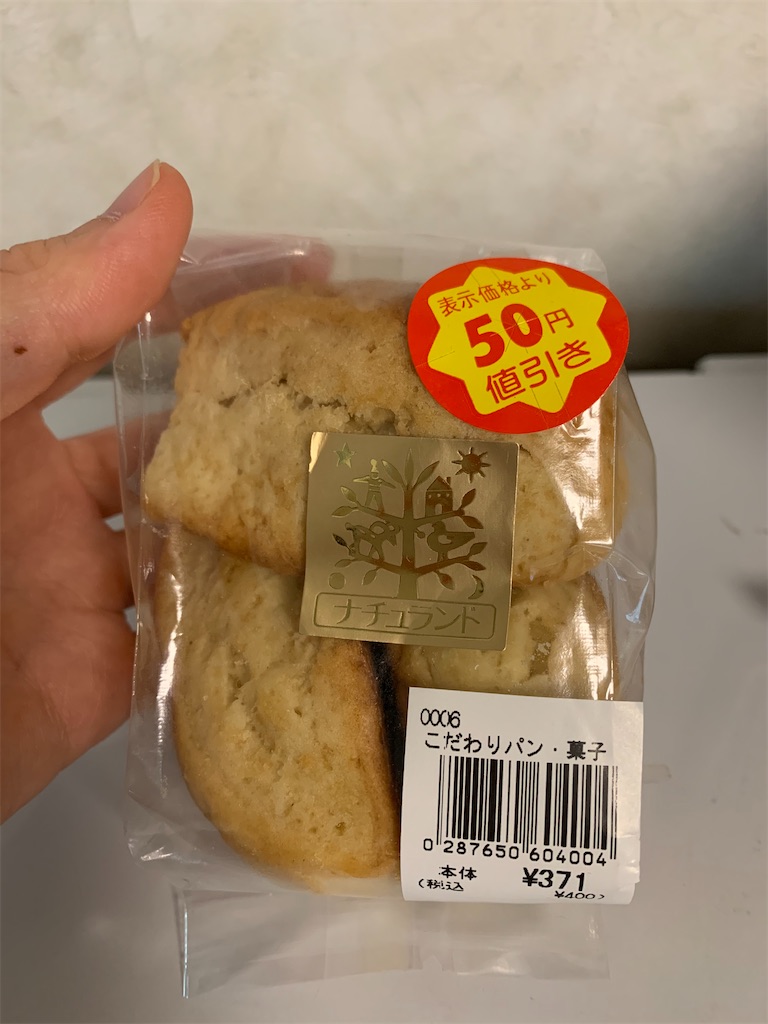 表示価格より
50円
値引き
ナチュランド
0006
こだわりパン・菓子
0 287650 604004
本体 ¥371
(税込 ¥400)